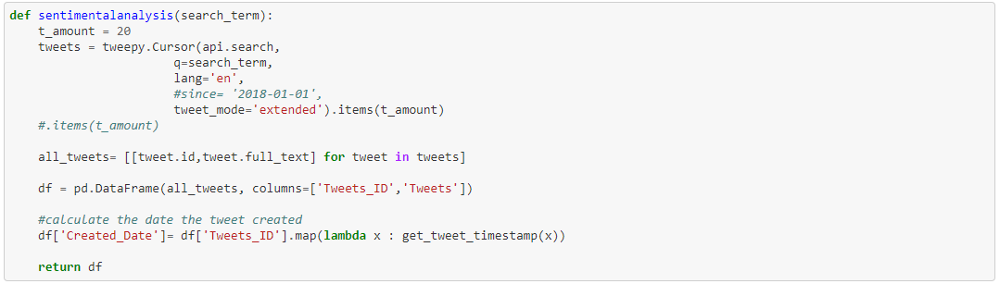 def sentimentalanalysis(search_term):
    t_amount = 20
    tweets = tweepy.Cursor(api.search,
                       q=search_term,
                       lang='en',
                       #since= '2018-01-01',
                       tweet_mode='extended').items(t_amount)
    #.items(t_amount)
    all_tweets= [[tweet.id,tweet.full_text] for tweet in tweets]
    df = pd.DataFrame(all_tweets, columns=['Tweets_ID','Tweets'])
    #calculate the date the tweet created
    df['Created_Date']= df['Tweets_ID'].map(lambda x : get_tweet_timestamp(x))
    return df